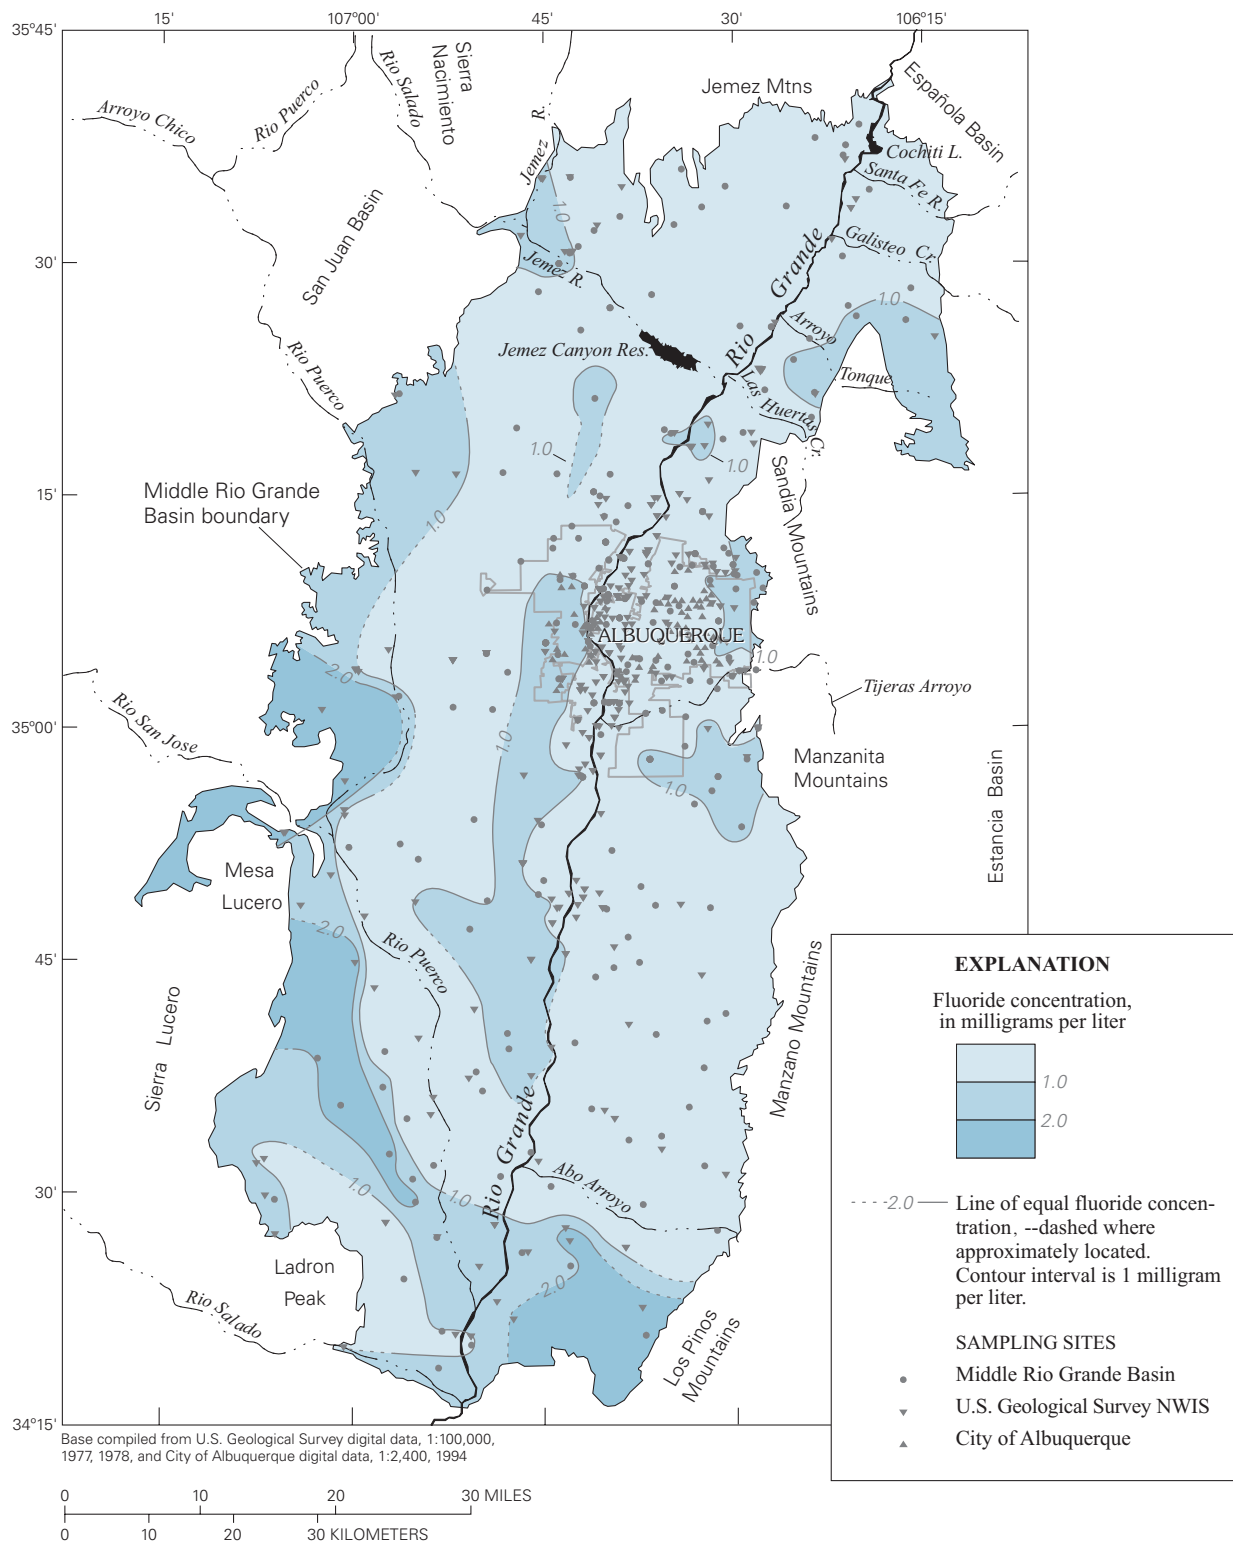 15'
107°00'
45'
30'
106°15'
35°45'
Sierra
Nacimiento
Rio Salado
Rio Puerco
Arroyo Chico
Jemez R.
Jemez Mtns
Española Basin
Cochiti L.
Santa Fe R.
San Juan Basin
1.0
Galisteo Cr.
30'
Jemez R.
Rio Grande
1.0
Arroyo
Tonque
Rio Puerco
Jemez Canyon Res.
Las Huertas Cr.
1.0
1.0
Sandia Mountains
15'
Middle Rio Grande
Basin boundary
1.0
ALBUQUERQUE
1.0
2.0
Tijeras Arroyo
Rio San Jose
35°00'
1.0
Manzanita
Mountains
1.0
Estancia Basin
Mesa
Lucero
2.0
Rio Puerco
45'
Sierra Lucero
Manzano Mountains
Rio Grande
1.0
1.0
Abo Arroyo
30'
Ladron
Peak
2.0
Rio Salado
Los Pinos
Mountains
34°15'
EXPLANATION
Fluoride concentration,
in milligrams per liter
1.0
2.0
2.0
Line of equal fluoride concen-
tration, --dashed where
approximately located.
Contour interval is 1 milligram
per liter.
SAMPLING SITES
Middle Rio Grande Basin
U.S. Geological Survey NWIS
City of Albuquerque
Base compiled from U.S. Geological Survey digital data, 1:100,000,
1977, 1978, and City of Albuquerque digital data, 1:2,400, 1994
0 10 20 30 MILES
0 10 20 30 KILOMETERS